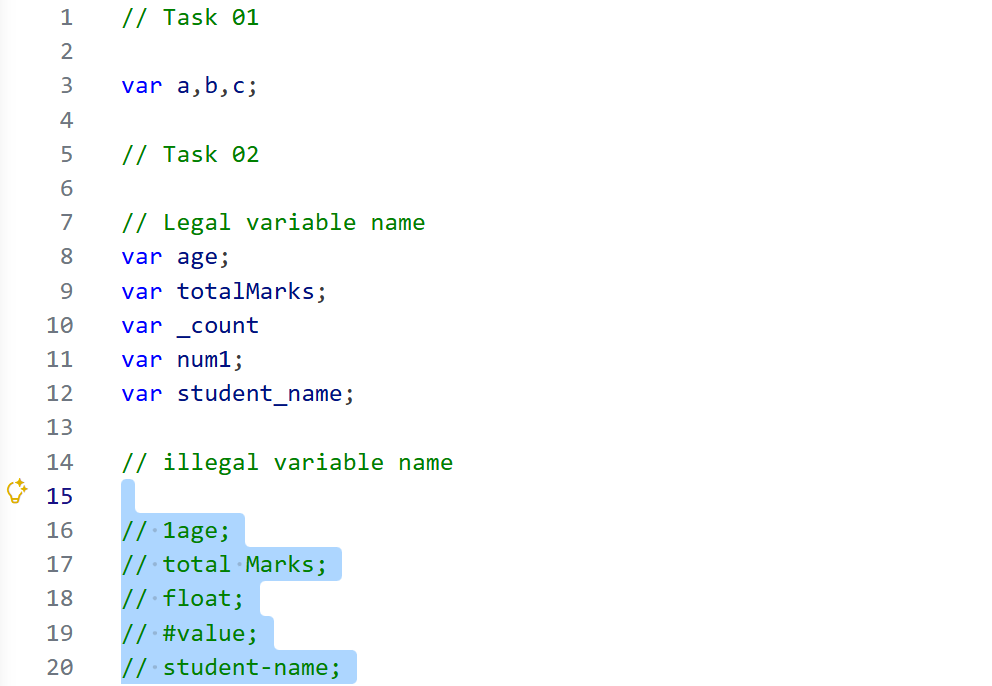 1 // Task 01
2
3 var a,b,c;
4
5 // Task 02
6
7 // Legal variable name
8 var age;
9 var totalMarks;
10 var _count
11 var num1;
12 var student_name;
13
14 // illegal variable name
15
16 // 1age;
17 // total Marks;
18 // float;
19 // #value;
20 // student-name;